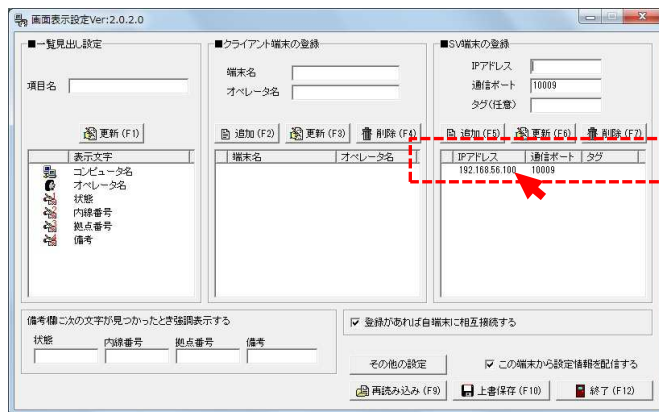 画面表示設定Ver:2.0.2.0
■一覧見出し設定
項目名
更新(F1)
表示文字
コンピュータ名
オペレータ名
状態
内線番号
拠点番号
備考
■クライアント端末の登録
端末名
オペレータ名
追加(F2) 更新(F3) 削除(F4)
端末名 オペレータ名
■SV端末の登録
IPアドレス
通信ポート 10009
タグ(任意)
追加(F5) 更新(F6) 削除(F7)
IPアドレス 通信ポート タグ
192.168.56.100 10009
備考欄に次の文字が見つかったとき強調表示する
状態 内線番号 拠点番号 備考
登録があれば自端末に相互接続する
その他の設定 この端末から設定情報を配信する
再読み込み(F9) 上書保存(F10) 終了(F12)